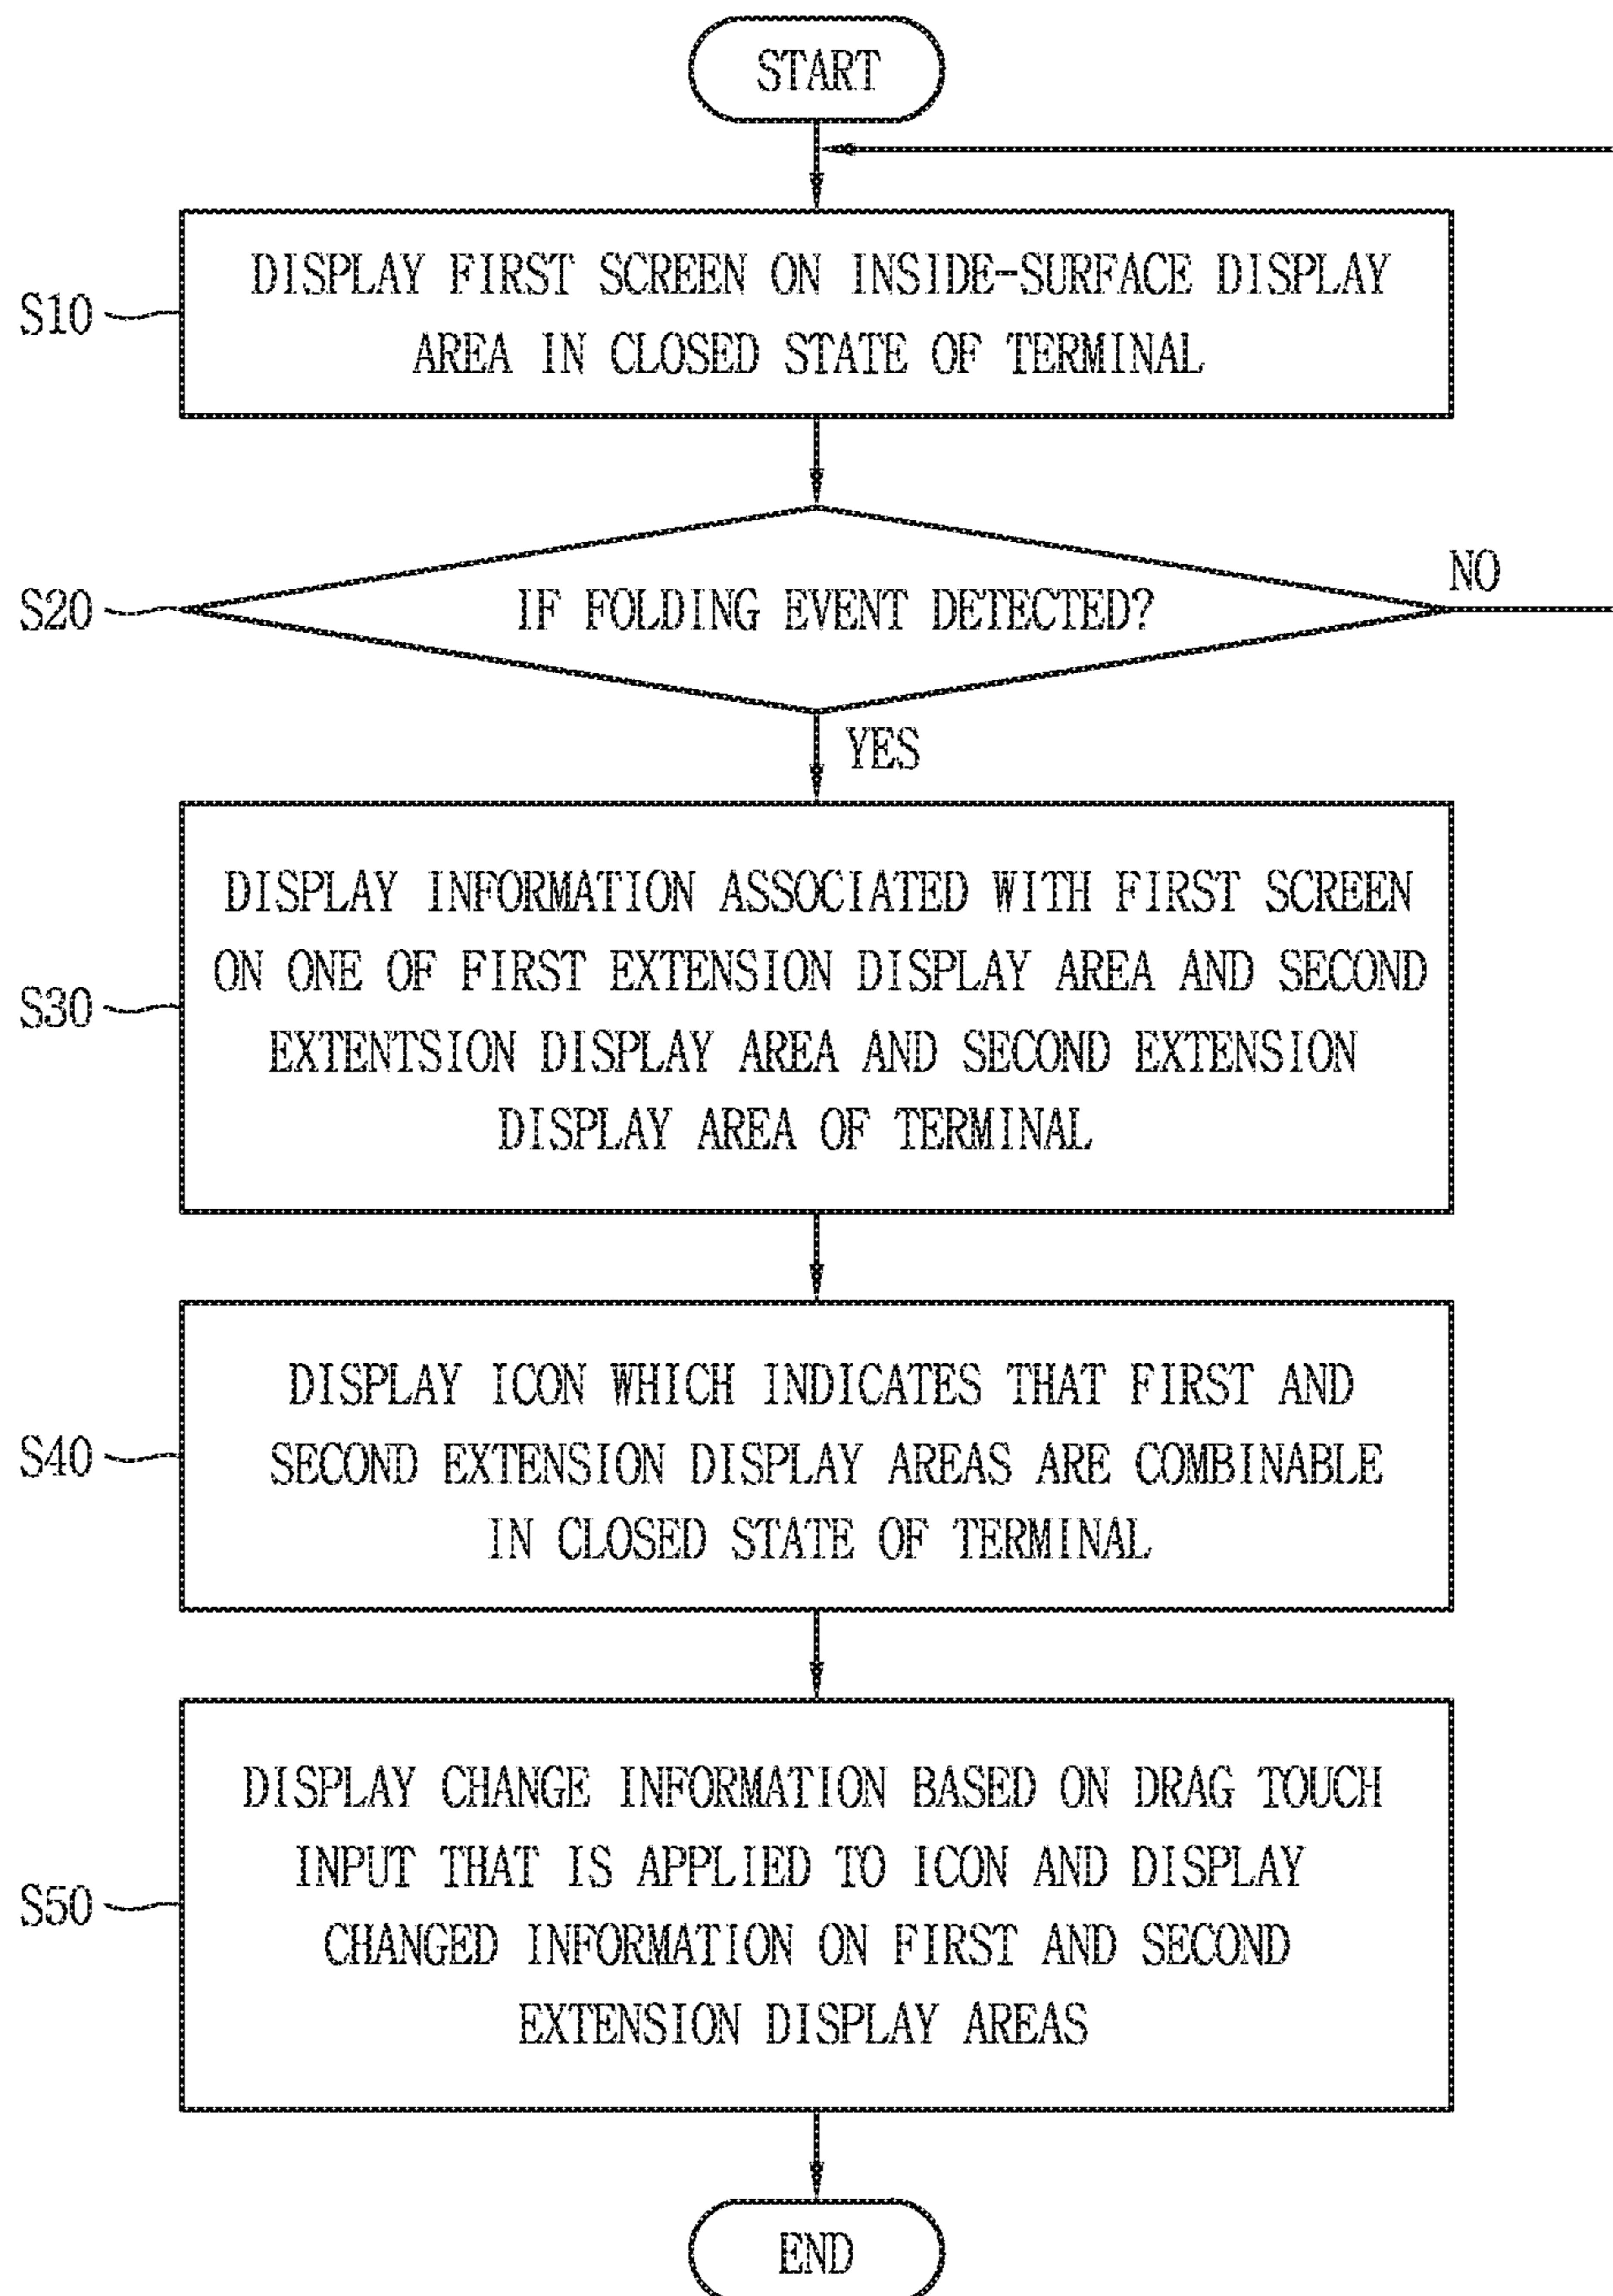 START
S10
DISPLAY FIRST SCREEN ON INSIDE-SURFACE DISPLAY
AREA IN CLOSED STATE OF TERMINAL
S20
IF FOLDING EVENT DETECTED?
NO
YES
S30
DISPLAY INFORMATION ASSOCIATED WITH FIRST SCREEN
ON ONE OF FIRST EXTENSION DISPLAY AREA AND SECOND
EXTENTSION DISPLAY AREA AND SECOND EXTENSION
DISPLAY AREA OF TERMINAL
S40
DISPLAY ICON WHICH INDICATES THAT FIRST AND
SECOND EXTENSION DISPLAY AREAS ARE COMBINABLE
IN CLOSED STATE OF TERMINAL
S50
DISPLAY CHANGE INFORMATION BASED ON DRAG TOUCH
INPUT THAT IS APPLIED TO ICON AND DISPLAY
CHANGED INFORMATION ON FIRST AND SECOND
EXTENSION DISPLAY AREAS
END